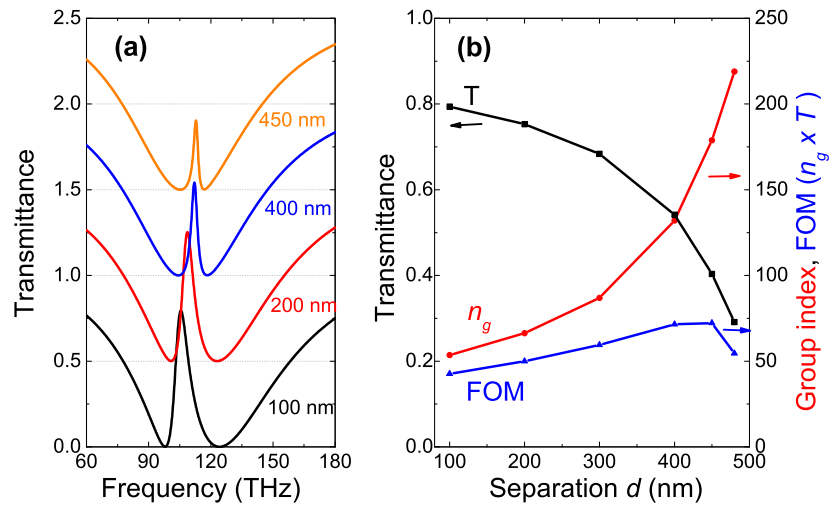 (a)
2.5
2.0
1.5
1.0
0.5
0.0
Transmittance
450 nm
400 nm
200 nm
100 nm
60
90
120
150
180
Frequency (THz)
(b)
1.0
0.8
0.6
0.4
0.2
0.0
Transmittance
T
n_g
FOM
250
200
150
100
50
0
Group index, FOM (n_g x T)
100
200
300
400
500
Separation d (nm)